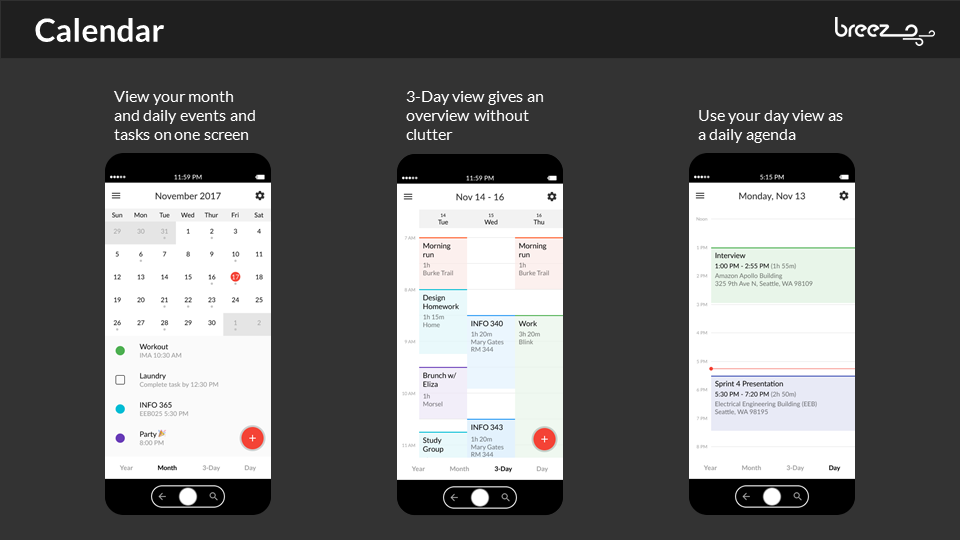 Calendar
breez
View your month
and daily events and
tasks on one screen
11:59 PM
November 2017
Sun Mon Tue Wed Thur Fri Sat
29 30 31 1 2 3 4
5 6 7 8 9 10 11
12 13 14 15 16 17 18
19 20 21 22 23 24 25
26 27 28 29 30 1 2
Workout
IMA 10:30 AM
Laundry
Complete task by 12:30 PM
INFO 365
EEB025 5:30 PM
Party 🎉
8:00 PM
+
Year Month 3-Day Day
3-Day view gives an
overview without
clutter
11:59 PM
Nov 14 - 16
14 15 16
Tue Wed Thu
7 AM
Morning
run
1h
Burke Trail
Morning
run
1h
Burke Trail
8 AM
Design
Homework
1h 15m
Home
INFO 340
1h 20m
Mary Gates
RM 344
Work
3h 20m
Blink
9 AM
Brunch w/
Eliza
1h
Morsel
10 AM
INFO 343
1h 20m
Mary Gates
RM 344
Study
Group
11 AM
+
Year Month 3-Day Day
Use your day view as
a daily agenda
5:15 PM
Monday, Nov 13
Noon
1 PM
Interview
1:00 PM - 2:55 PM (1h 55m)
2 PM
Amazon Apollo Building
325 9th Ave N, Seattle, WA 98109
3 PM
4 PM
5 PM
Sprint 4 Presentation
6 PM
5:30 PM - 7:20 PM (2h 50m)
Electrical Engineering Building (EEB)
Seattle, WA 98195
7 PM
8 PM
Year Month 3-Day Day